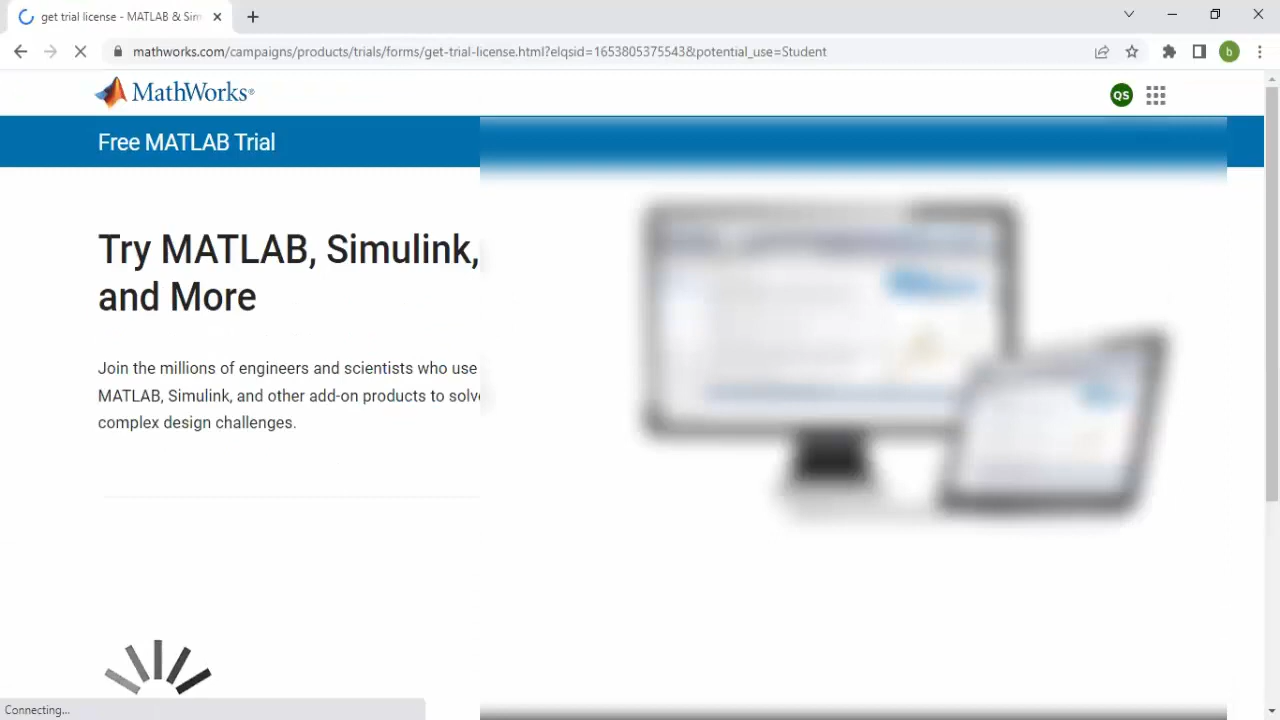 get trial license - MATLAB & Sim
mathworks.com/campaigns/products/trials/forms/get-trial-license.html?elqsid=1653805375543&potential_use=Student
b
MathWorks®
QS
Free MATLAB Trial
Try MATLAB, Simulink,
and More
Join the millions of engineers and scientists who use
MATLAB, Simulink, and other add-on products to solve
complex design challenges.
Connecting...